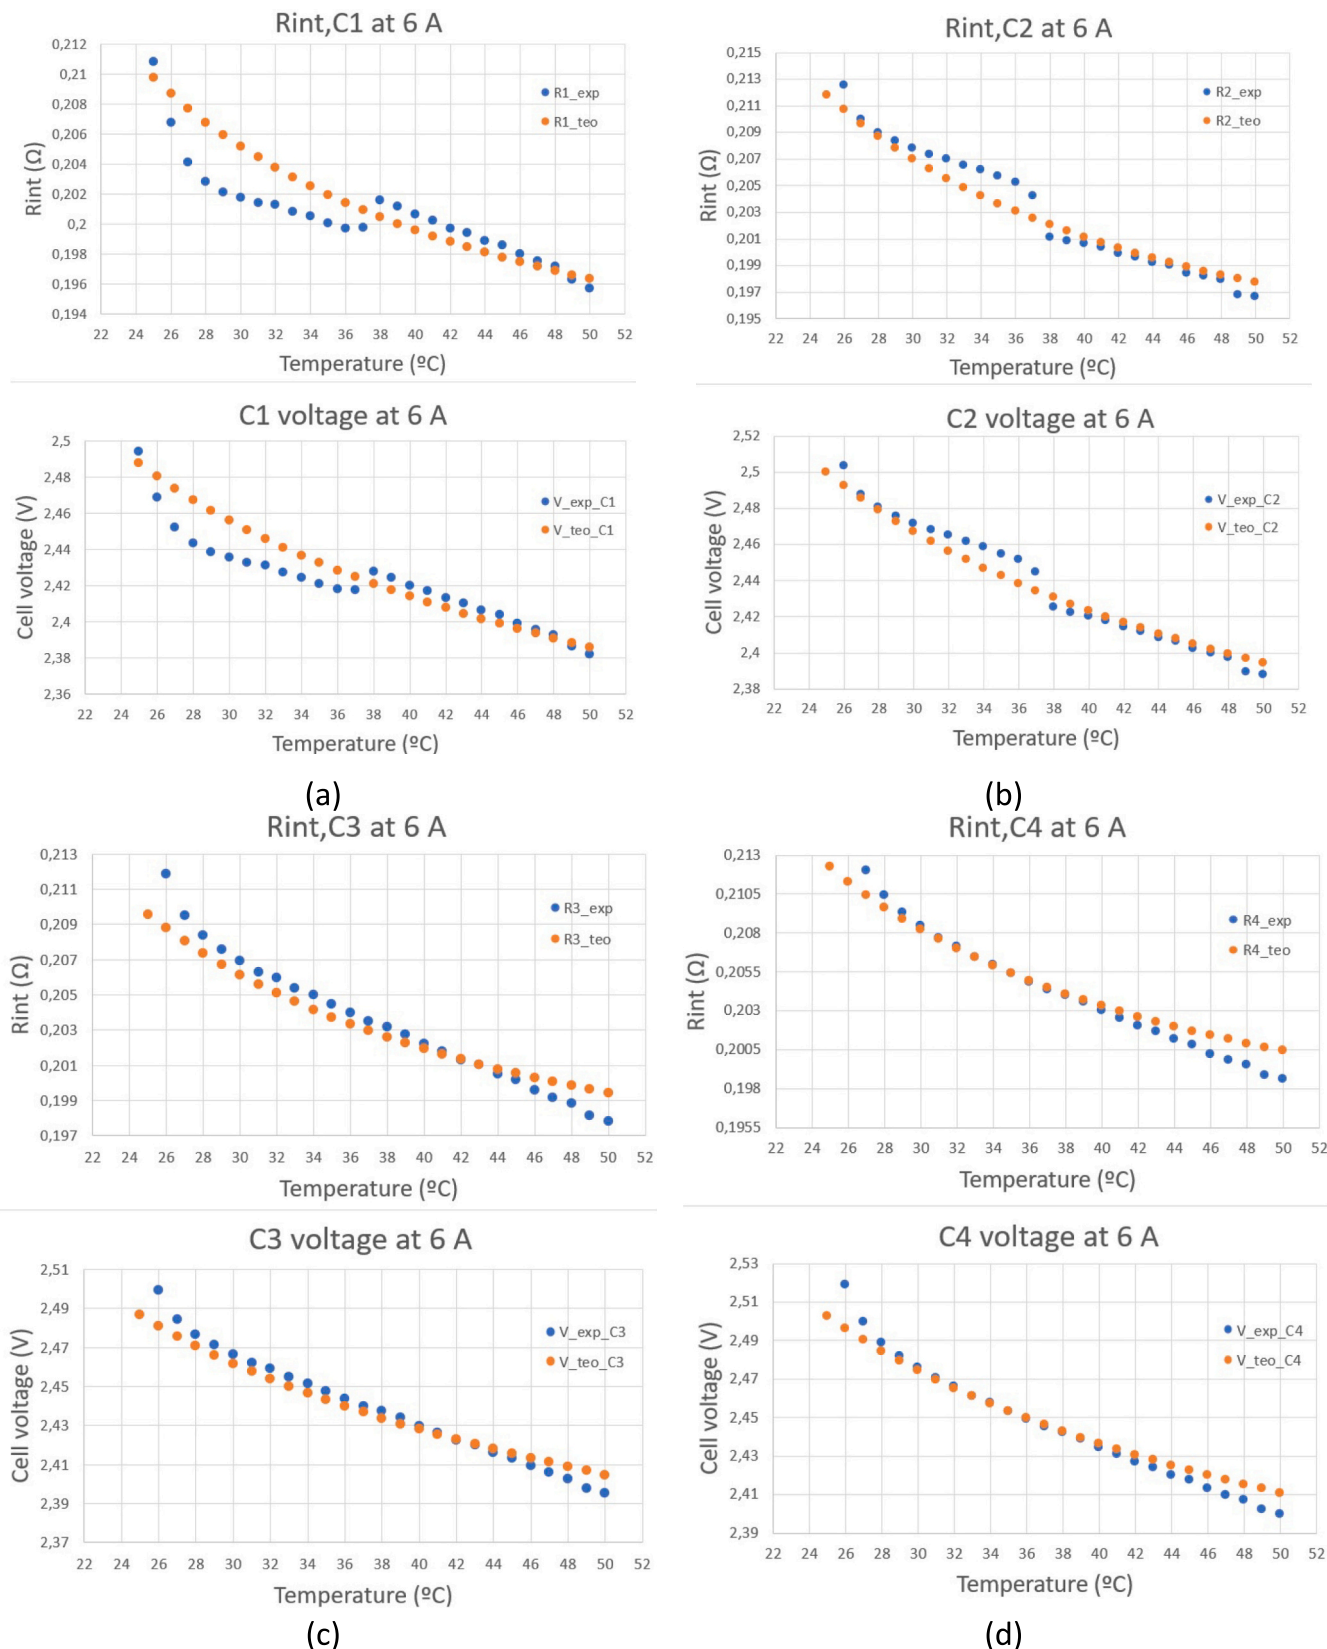 Rint,C1 at 6 A
0,212
0,21
0,208
0,206
0,204
0,202
0,2
0,198
0,196
0,194
Rint (Ω)
R1_exp
R1_teo
22 24 26 28 30 32 34 36 38 40 42 44 46 48 50 52
Temperature (ºC)
Rint,C2 at 6 A
0,215
0,213
0,211
0,209
0,207
0,205
0,203
0,201
0,199
0,197
0,195
Rint (Ω)
R2_exp
R2_teo
22 24 26 28 30 32 34 36 38 40 42 44 46 48 50 52
Temperature (ºC)
C1 voltage at 6 A
2,5
2,48
2,46
2,44
2,42
2,4
2,38
2,36
Cell voltage (V)
V_exp_C1
V_teo_C1
22 24 26 28 30 32 34 36 38 40 42 44 46 48 50 52
Temperature (ºC)
(a)
C2 voltage at 6 A
2,52
2,5
2,48
2,46
2,44
2,42
2,4
2,38
Cell voltage (V)
V_exp_C2
V_teo_C2
22 24 26 28 30 32 34 36 38 40 42 44 46 48 50 52
Temperature (ºC)
(b)
Rint,C3 at 6 A
0,213
0,211
0,209
0,207
0,205
0,203
0,201
0,199
0,197
Rint (Ω)
R3_exp
R3_teo
22 24 26 28 30 32 34 36 38 40 42 44 46 48 50 52
Temperature (ºC)
Rint,C4 at 6 A
0,213
0,2105
0,208
0,2055
0,203
0,2005
0,198
0,1955
Rint (Ω)
R4_exp
R4_teo
22 24 26 28 30 32 34 36 38 40 42 44 46 48 50 52
Temperature (ºC)
C3 voltage at 6 A
2,51
2,49
2,47
2,45
2,43
2,41
2,39
2,37
Cell voltage (V)
V_exp_C3
V_teo_C3
22 24 26 28 30 32 34 36 38 40 42 44 46 48 50 52
Temperature (ºC)
(c)
C4 voltage at 6 A
2,53
2,51
2,49
2,47
2,45
2,43
2,41
2,39
Cell voltage (V)
V_exp_C4
V_teo_C4
22 24 26 28 30 32 34 36 38 40 42 44 46 48 50 52
Temperature (ºC)
(d)